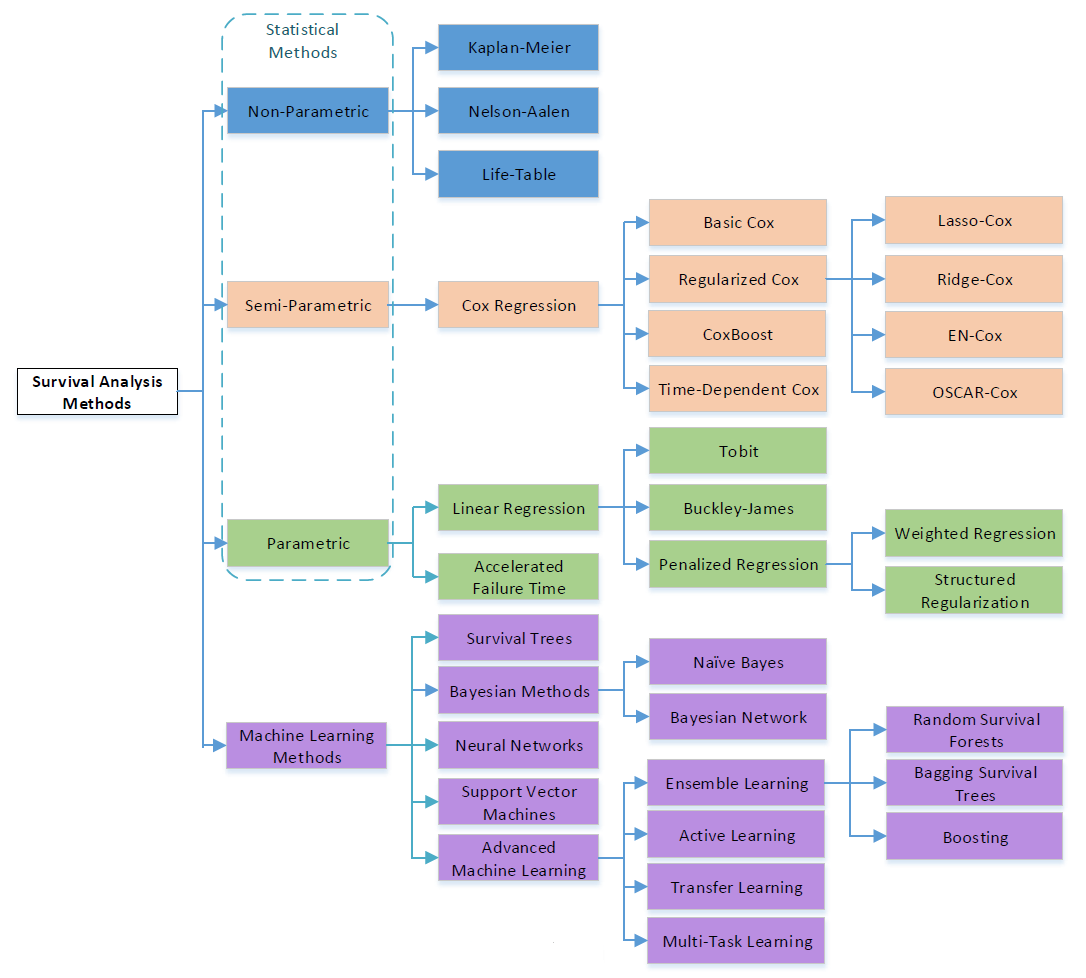 Statistical
Methods
Kaplan-Meier
Non-Parametric
Nelson-Aalen
Life-Table
Basic Cox
Lasso-Cox
Regularized Cox
Ridge-Cox
Semi-Parametric
Cox Regression
CoxBoost
EN-Cox
Time-Dependent Cox
OSCAR-Cox
Survival Analysis
Methods
Tobit
Linear Regression
Buckley-James
Parametric
Penalized Regression
Weighted Regression
Accelerated
Failure Time
Structured
Regularization
Survival Trees
Naïve Bayes
Bayesian Methods
Bayesian Network
Machine Learning
Methods
Neural Networks
Random Survival
Forests
Support Vector
Machines
Ensemble Learning
Bagging Survival
Trees
Advanced
Machine Learning
Active Learning
Boosting
Transfer Learning
Multi-Task Learning